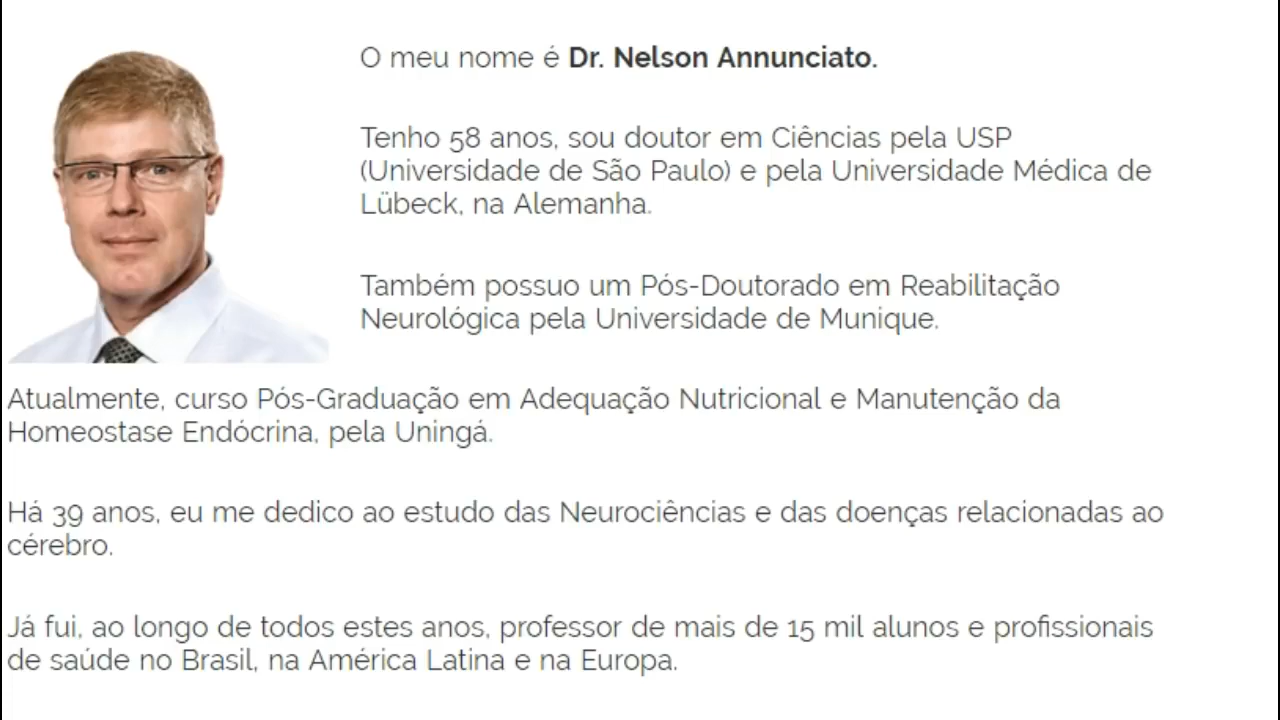 O meu nome é Dr. Nelson Annunciato.
Tenho 58 anos, sou doutor em Ciências pela USP
(Universidade de São Paulo) e pela Universidade Médica de
Lübeck, na Alemanha.
Também possuo um Pós-Doutorado em Reabilitação
Neurológica pela Universidade de Munique.
Atualmente, curso Pós-Graduação em Adequação Nutricional e Manutenção da
Homeostase Endócrina, pela Uningá.
Há 39 anos, eu me dedico ao estudo das Neurociências e das doenças relacionadas ao
cérebro.
Já fui, ao longo de todos estes anos, professor de mais de 15 mil alunos e profissionais
de saúde no Brasil, na América Latina e na Europa.